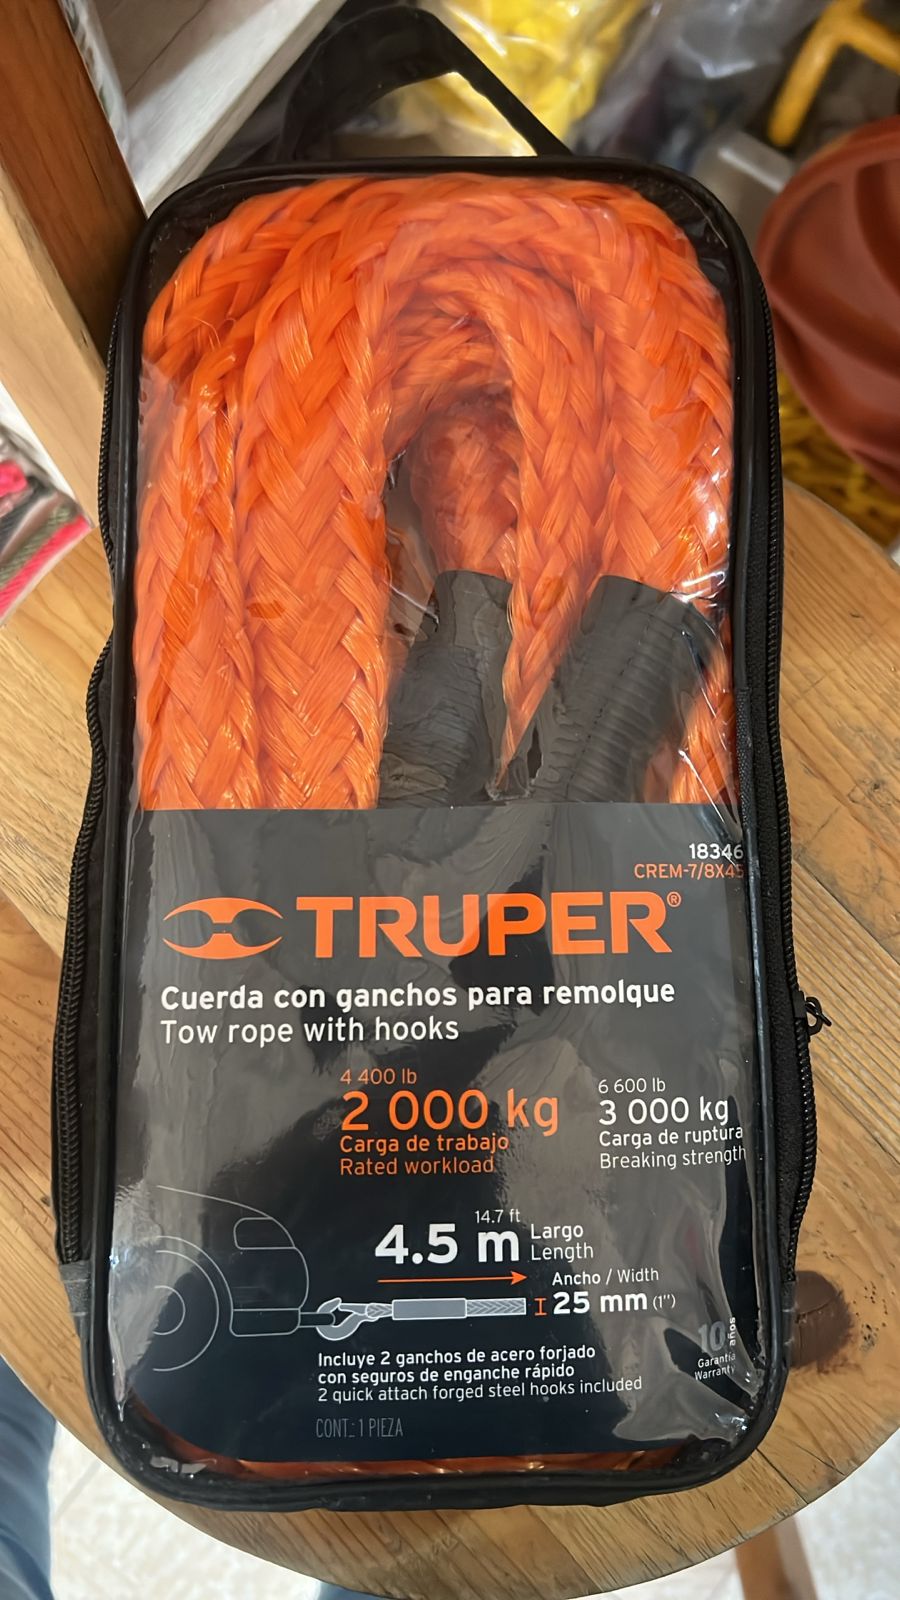 18346
CREM-7/8X45
TRUPER®
Cuerda con ganchos para remolque
Tow rope with hooks
4 400 lb
2 000 kg
Carga de trabajo
Rated workload
6 600 lb
3 000 kg
Carga de ruptura
Breaking strength
14.7 ft
4.5 m
Largo
Length
Ancho / Width
25 mm (1")
Incluye 2 ganchos de acero forjado
con seguros de enganche rápido
2 quick attach forged steel hooks included
CONT.: 1 PIEZA
10 años
Garantía
Warranty